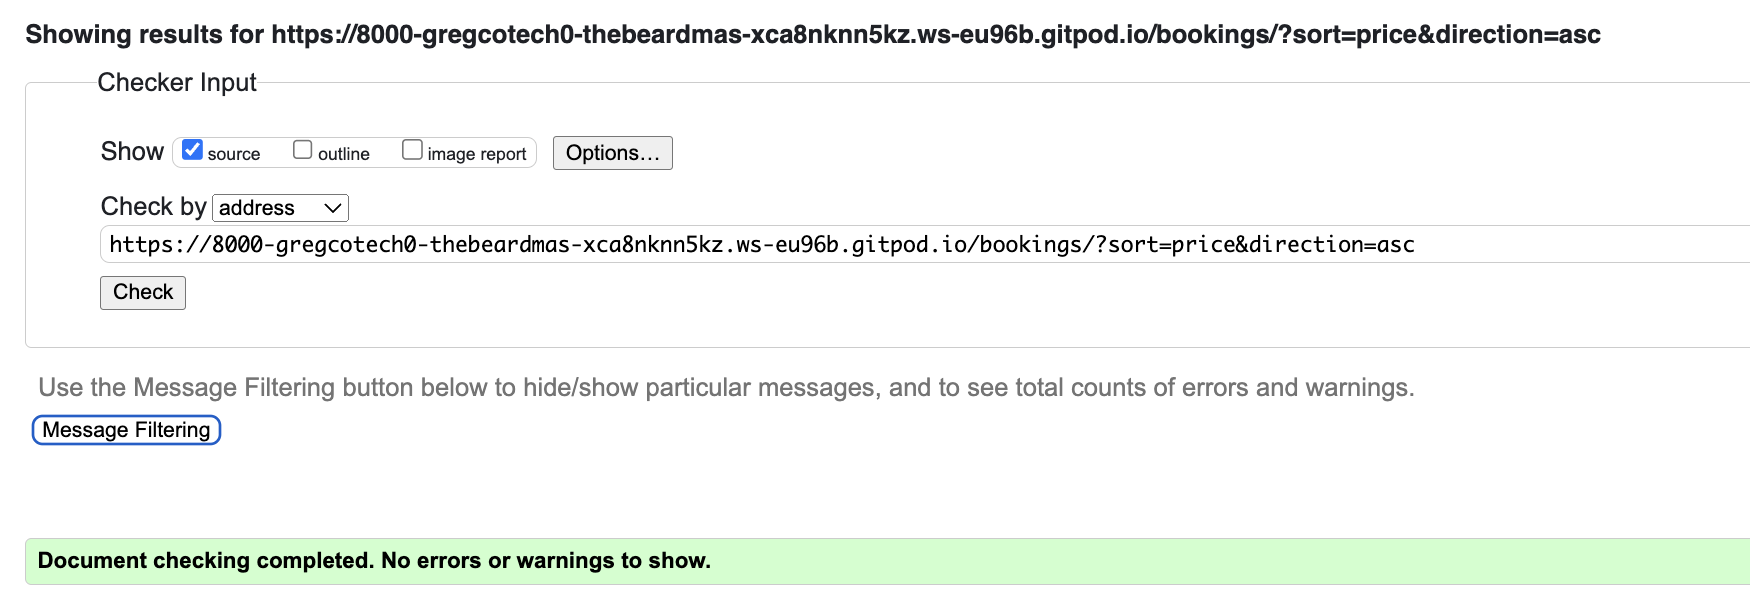 Showing results for https://8000-gregcotech0-thebeardmas-xca8nknn5kz.ws-eu96b.gitpod.io/bookings/?sort=price&direction=asc
Checker Input
Show source outline image report Options…
Check by address
https://8000-gregcotech0-thebeardmas-xca8nknn5kz.ws-eu96b.gitpod.io/bookings/?sort=price&direction=asc
Check
Use the Message Filtering button below to hide/show particular messages, and to see total counts of errors and warnings.
Message Filtering
Document checking completed. No errors or warnings to show.